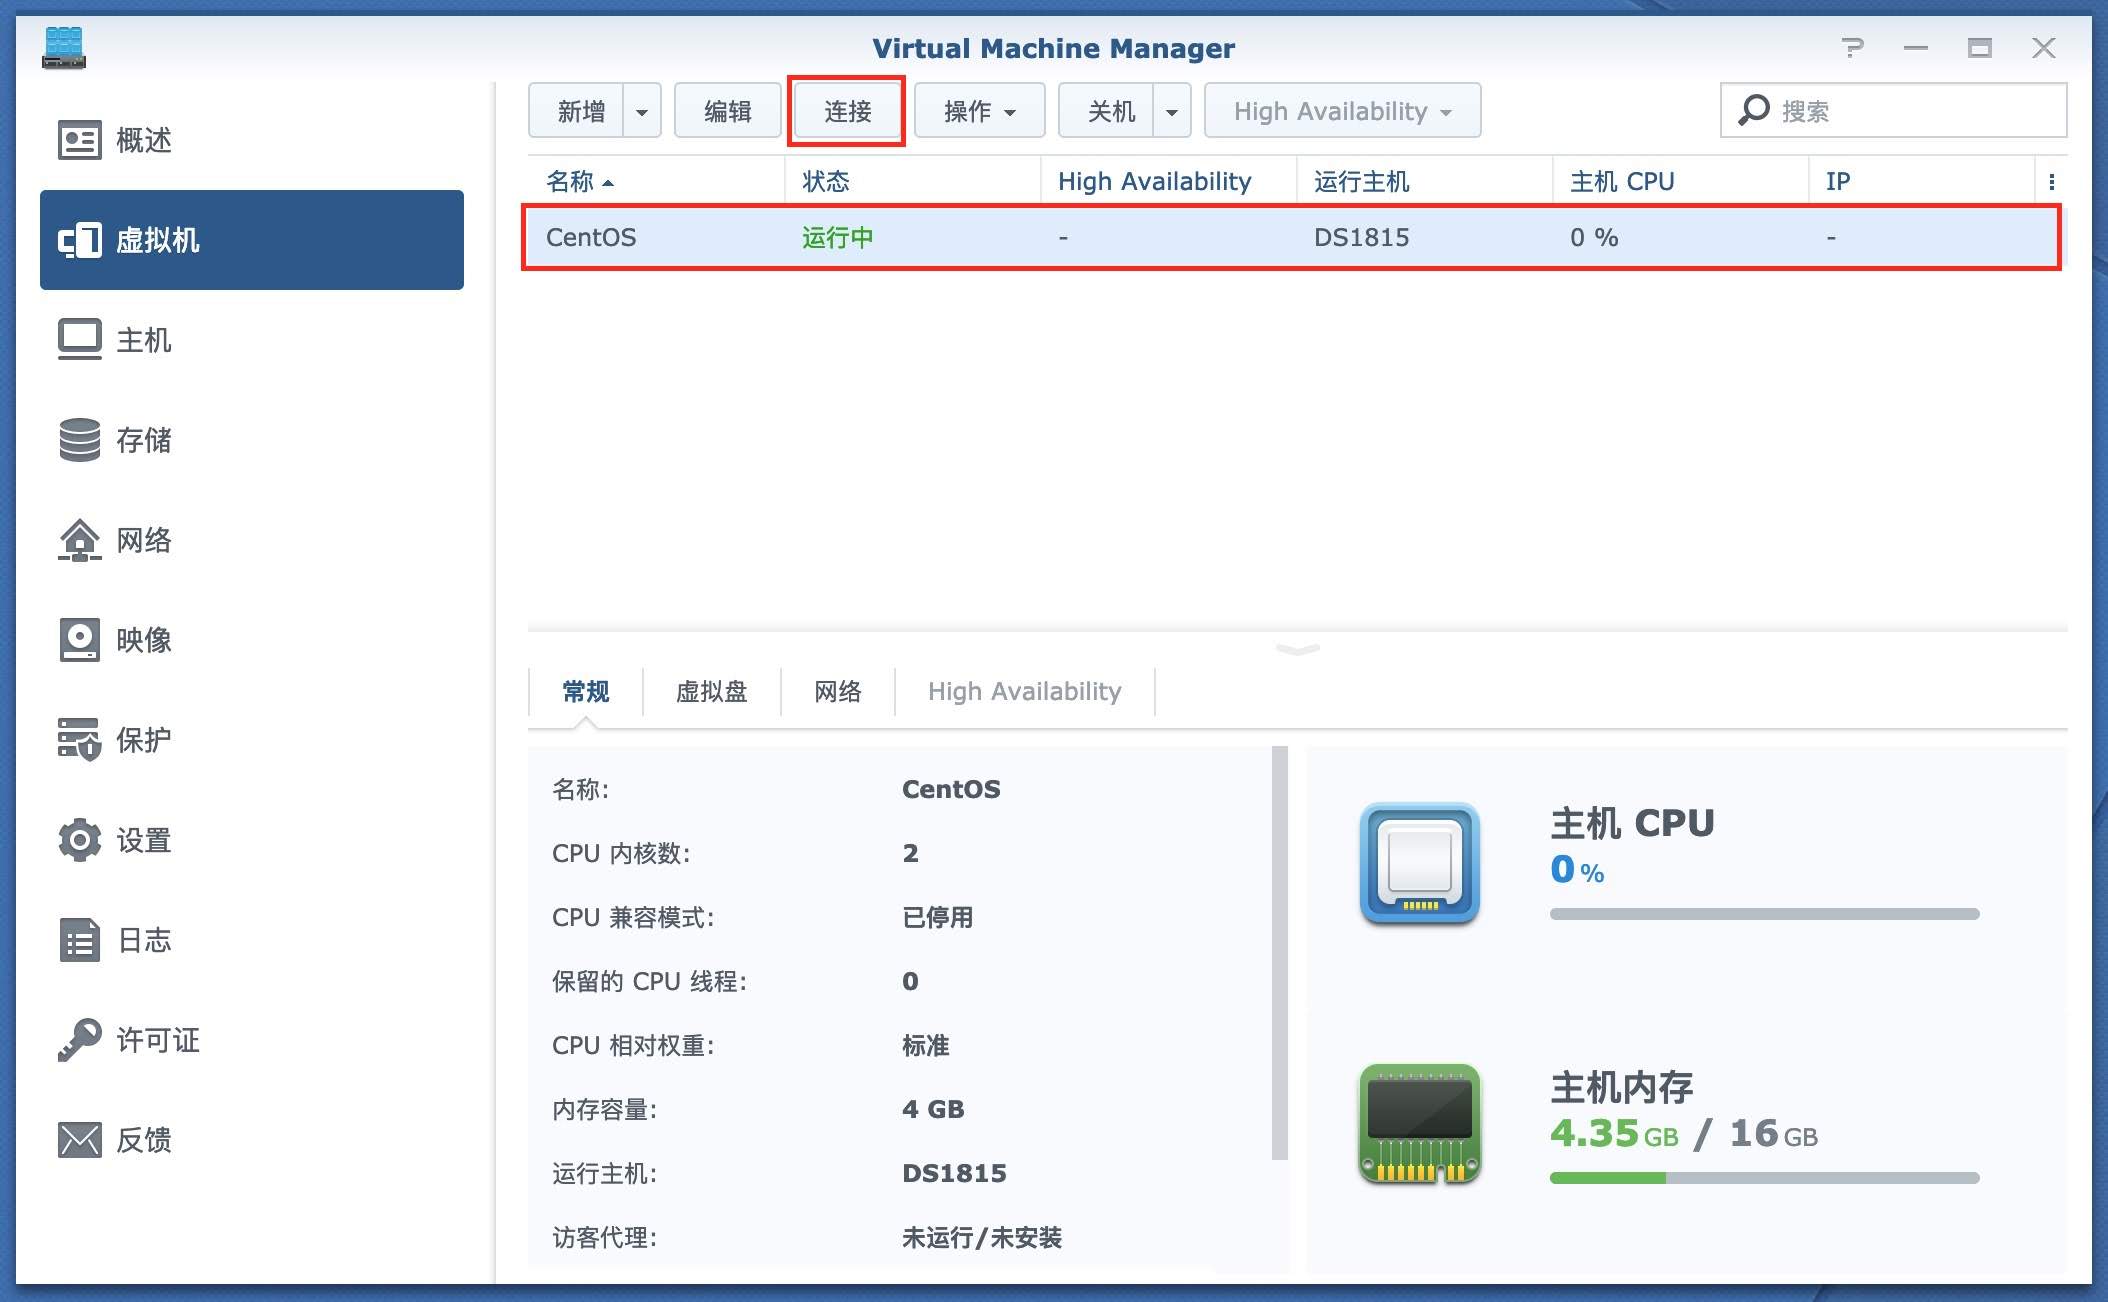 Virtual Machine Manager
概述
虚拟机
主机
存储
网络
映像
保护
设置
日志
许可证
反馈
新增 编辑 连接 操作 关机 High Availability 搜索
名称 状态 High Availability 运行主机 主机 CPU IP
CentOS 运行中 - DS1815 0 % -
常规 虚拟盘 网络 High Availability
名称: CentOS
CPU 内核数: 2
CPU 兼容模式: 已停用
保留的 CPU 线程: 0
CPU 相对权重: 标准
内存容量: 4 GB
运行主机: DS1815
访客代理: 未运行/未安装
主机 CPU
0 %
主机内存
4.35 GB / 16 GB